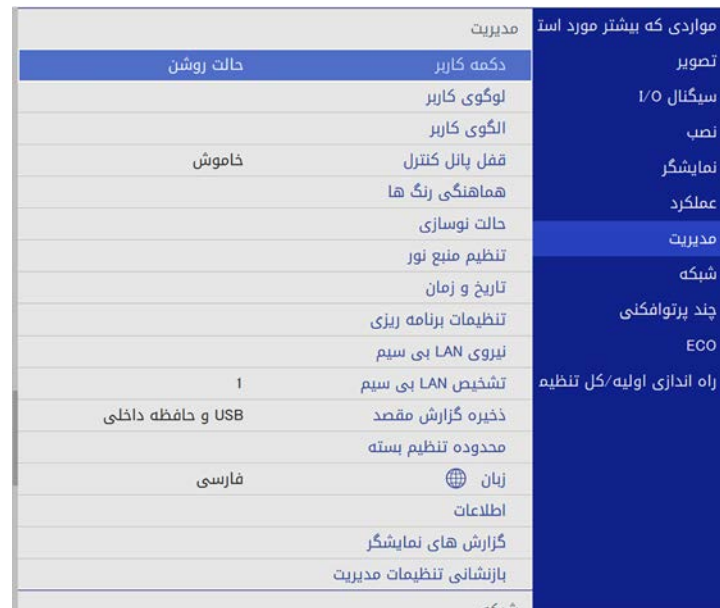 مواردی که بیشتر مورد است
تصویر
سیگنال I/O
نصب
نمایشگر
عملکرد
مدیریت
شبکه
چند پرتوافکنی
ECO
راه اندازی اولیه/کل تنظیم
مدیریت
دکمه کاربر حالت روشن
لوگوی کاربر
الگوی کاربر
قفل پانل کنترل خاموش
هماهنگی رنگ ها
حالت نوسازی
تنظیم منبع نور
تاریخ و زمان
تنظیمات برنامه ریزی
نیروی LAN بی سیم
تشخیص LAN بی سیم 1
ذخیره گزارش مقصد USB و حافظه داخلی
محدوده تنظیم بسته
زبان فارسی
اطلاعات
گزارش های نمایشگر
بازنشانی تنظیمات مدیریت